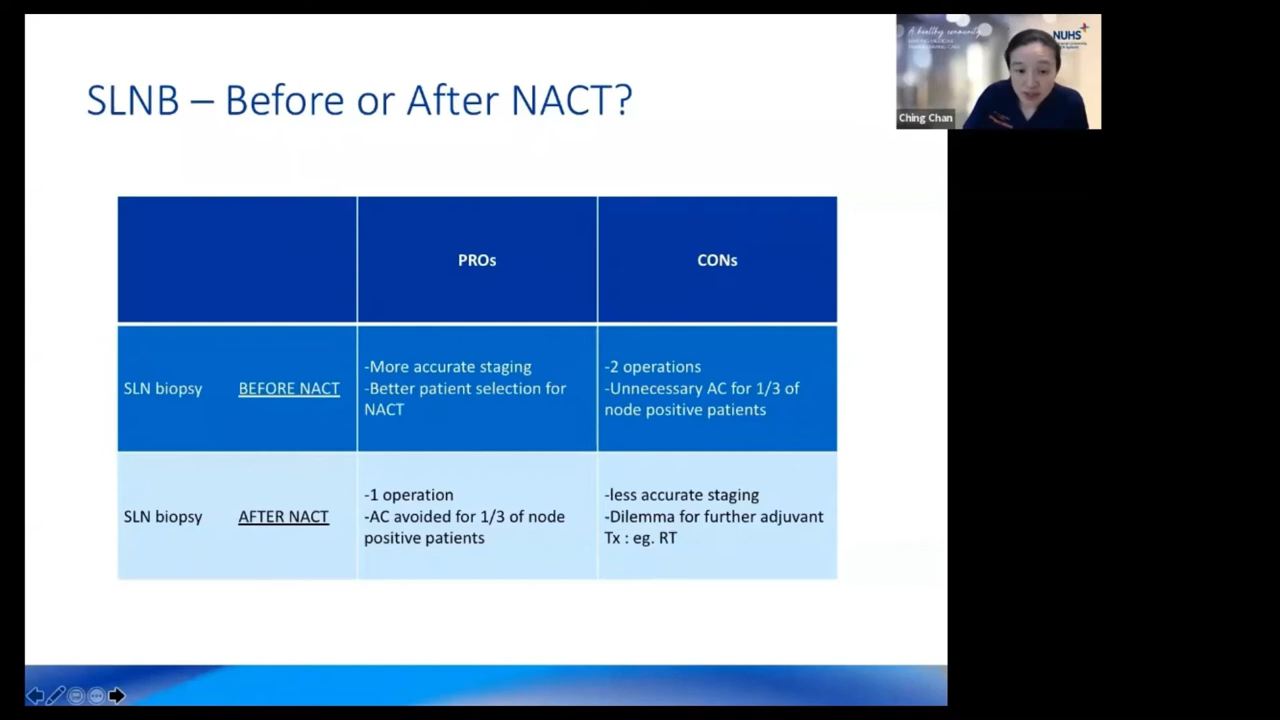 SLNB – Before or After NACT?
A healthy community
NUHS
Ching Chan
PROs
CONs
SLN biopsy BEFORE NACT
-More accurate staging
-Better patient selection for
NACT
-2 operations
-Unnecessary AC for 1/3 of
node positive patients
SLN biopsy AFTER NACT
-1 operation
-AC avoided for 1/3 of node
positive patients
-less accurate staging
-Dilemma for further adjuvant
Tx : eg. RT